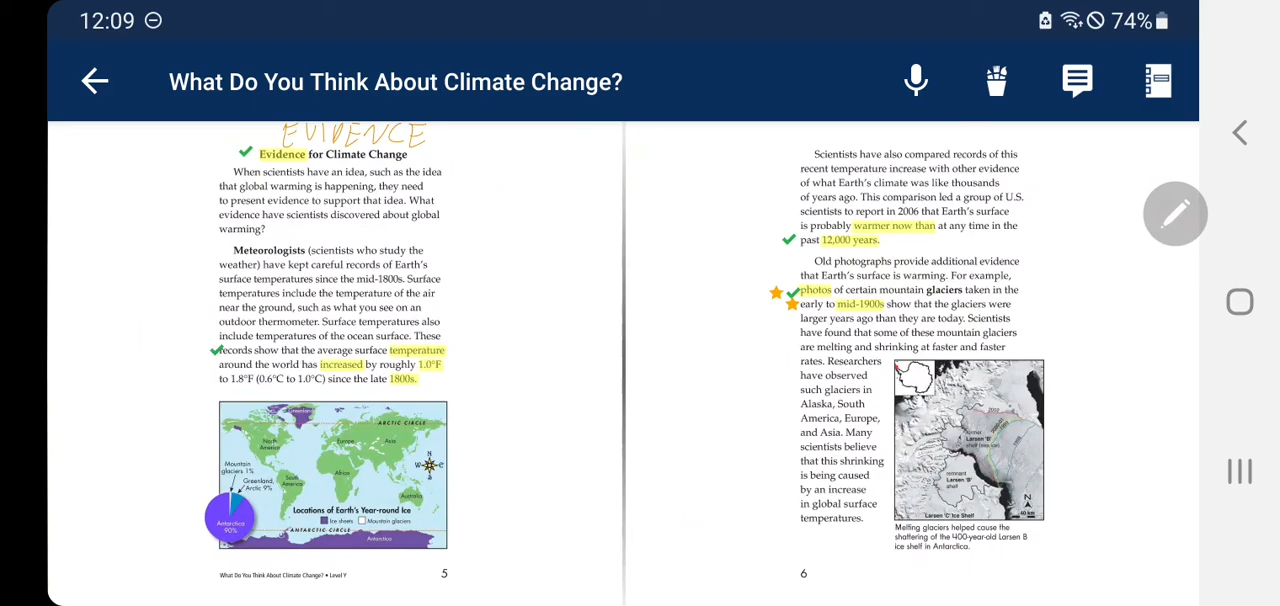 12:09
74%
What Do You Think About Climate Change?
EVIDENCE
Evidence for Climate Change
When scientists have an idea, such as the idea
that global warming is happening, they need
to present evidence to support that idea. What
evidence have scientists discovered about global
warming?
Meteorologists (scientists who study the
weather) have kept careful records of Earth's
surface temperatures since the mid-1800s. Surface
temperatures include the temperature of the air
near the ground, such as what you see on an
outdoor thermometer. Surface temperatures also
include temperatures of the ocean surface. These
records show that the average surface temperature
around the world has increased by roughly 1.0°F
to 1.8°F (0.6°C to 1.0°C) since the late 1800s.
Greenland
ARCTIC CIRCLE
North
America
Europe
Asia
Mountain
glaciers 1%
Greenland,
Arctic 9%
Africa
South
America
Australia
N
W
E
S
Antarctica
90%
Locations of Earth's Year-round Ice
Ice sheets
Mountain glaciers
ANTARCTIC CIRCLE
Antarctica
What Do You Think About Climate Change? • Level Y
5
Scientists have also compared records of this
recent temperature increase with other evidence
of what Earth's climate was like thousands
of years ago. This comparison led a group of U.S.
scientists to report in 2006 that Earth's surface
is probably warmer now than at any time in the
past 12,000 years.
Old photographs provide additional evidence
that Earth's surface is warming. For example,
photos of certain mountain glaciers taken in the
early to mid-1900s show that the glaciers were
larger years ago than they are today. Scientists
have found that some of these mountain glaciers
are melting and shrinking at faster and faster
rates. Researchers
have observed
such glaciers in
Alaska, South
America, Europe,
and Asia. Many
scientists believe
that this shrinking
is being caused
by an increase
in global surface
temperatures.
2002
former
Larsen 'B'
shelf (sea ice)
remnant
Larsen 'B'
shelf
Larsen 'C' Ice Shelf
N
40 km
Melting glaciers helped cause the
shattering of the 400-year-old Larsen B
ice shelf in Antarctica.
6